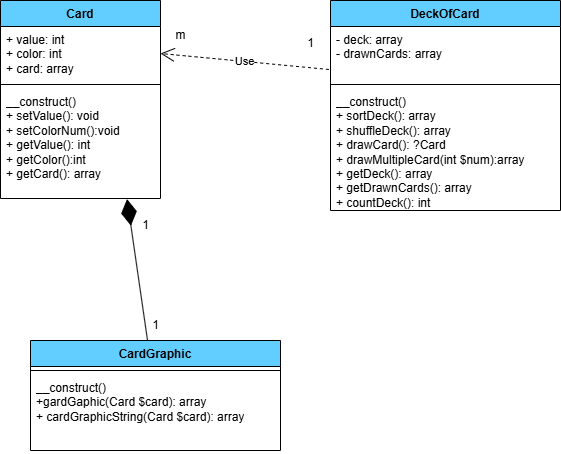 Card
+ value: int
+ color: int
+ card: array
__construct()
+ setValue(): void
+ setColorNum():void
+ getValue(): int
+ getColor():int
+ getCard(): array
m
1
Use
DeckOfCard
- deck: array
- drawnCards: array
__construct()
+ sortDeck(): array
+ shuffleDeck(): array
+ drawCard(): ?Card
+ drawMultipleCard(int $num):array
+ getDeck(): array
+ getDrawnCards(): array
+ countDeck(): int
1
1
CardGraphic
__construct()
+gardGaphic(Card $card): array
+ cardGraphicString(Card $card): array